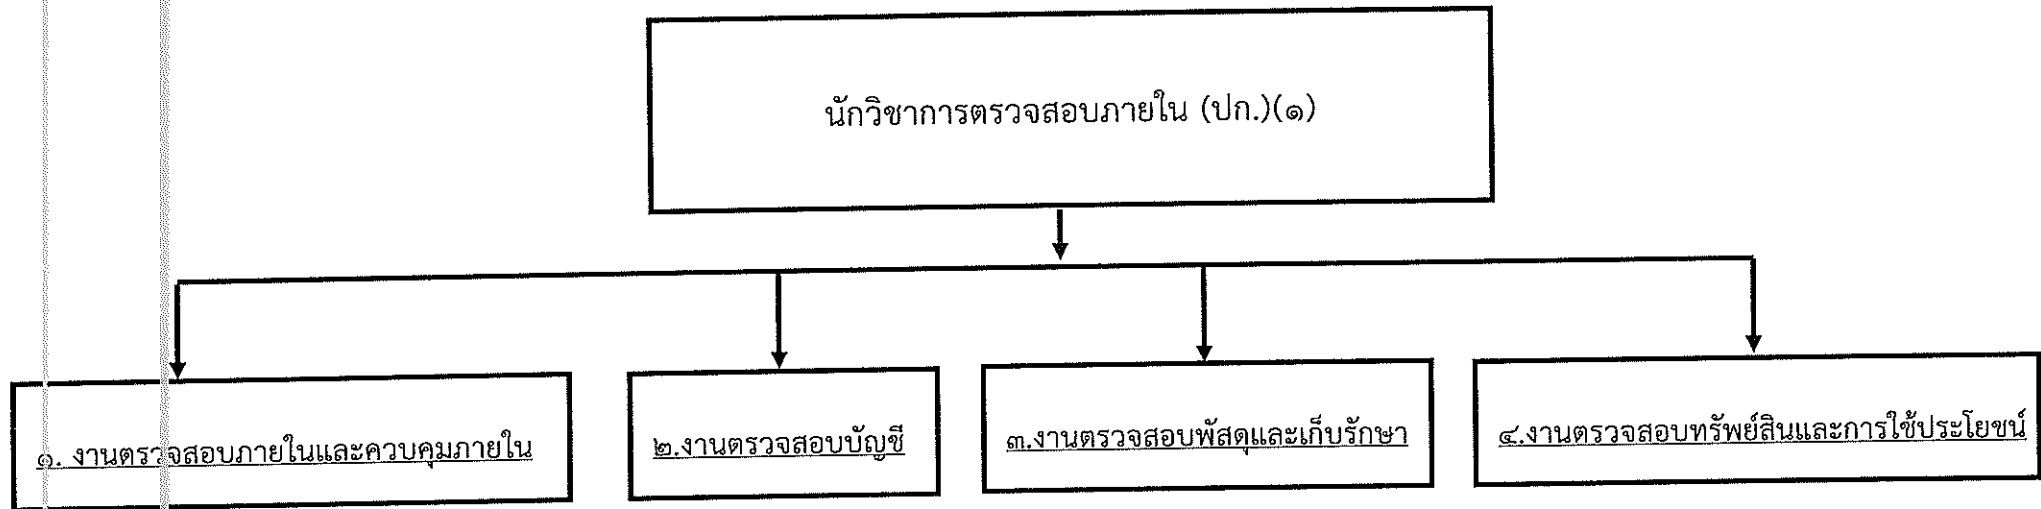 นักวิชาการตรวจสอบภายใน (ปก.)(๑)
๑. งานตรวจสอบภายในและควบคุมภายใน
๒.งานตรวจสอบบัญชี
๓.งานตรวจสอบพัสดุและเก็บรักษา
๔.งานตรวจสอบทรัพย์สินและการใช้ประโยชน์